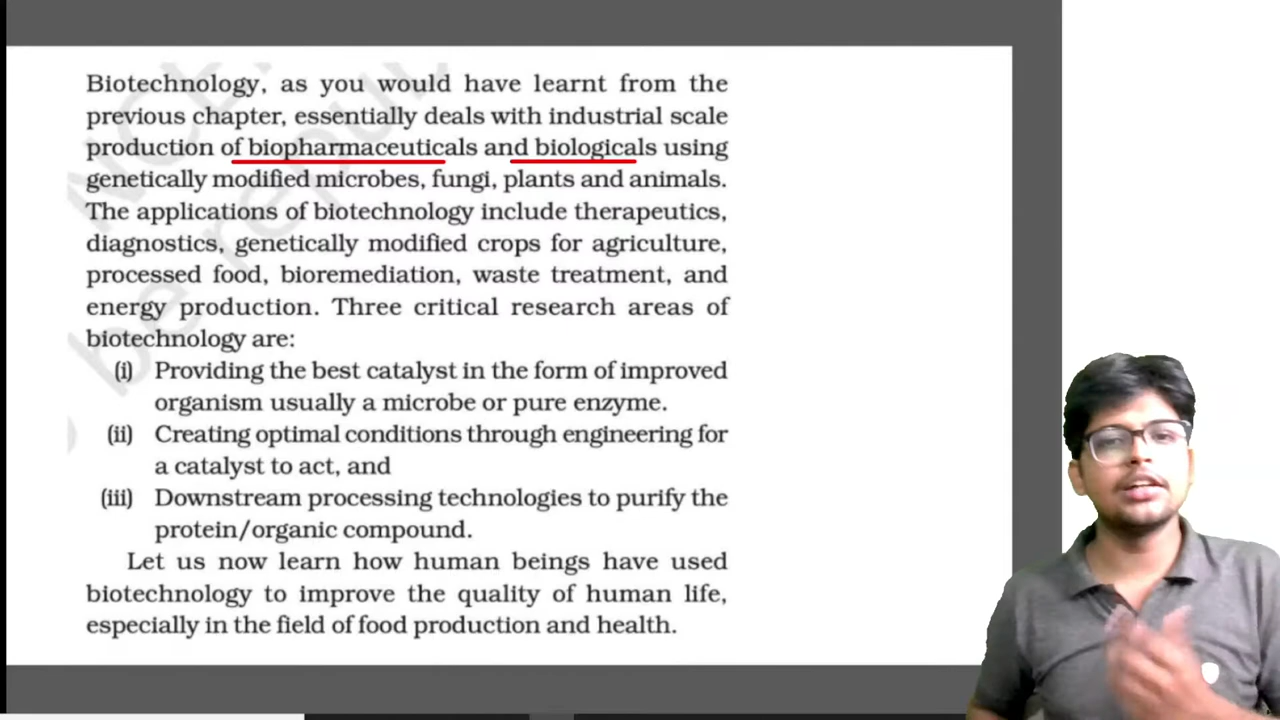 Biotechnology, as you would have learnt from the
previous chapter, essentially deals with industrial scale
production of biopharmaceuticals and biologicals using
genetically modified microbes, fungi, plants and animals.
The applications of biotechnology include therapeutics,
diagnostics, genetically modified crops for agriculture,
processed food, bioremediation, waste treatment, and
energy production. Three critical research areas of
biotechnology are:
(i) Providing the best catalyst in the form of improved
organism usually a microbe or pure enzyme.
(ii) Creating optimal conditions through engineering for
a catalyst to act, and
(iii) Downstream processing technologies to purify the
protein/organic compound.
Let us now learn how human beings have used
biotechnology to improve the quality of human life,
especially in the field of food production and health.